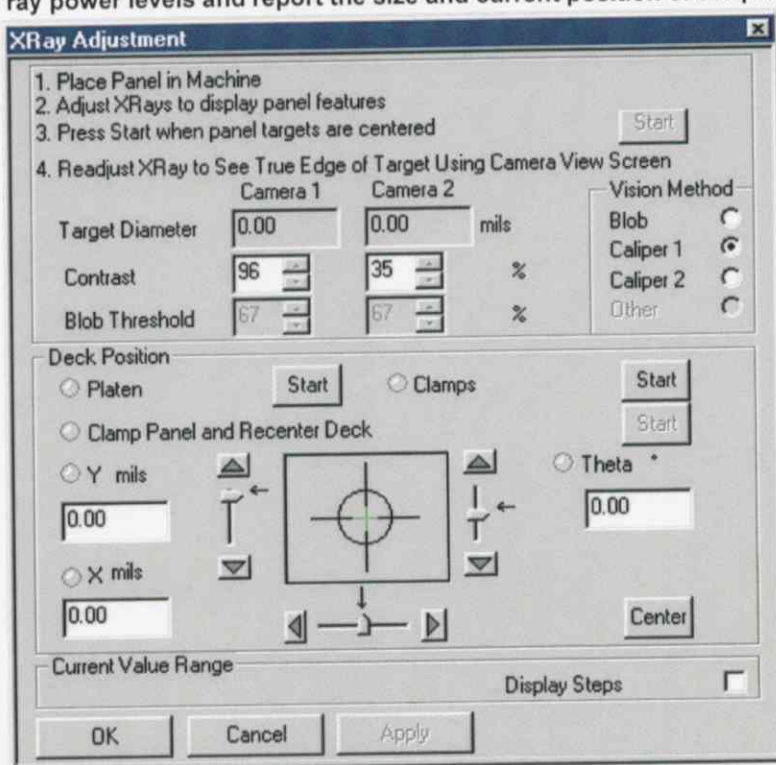 ray power levels and report the size and current position of
XRay Adjustment
1. Place Panel in Machine
2. Adjust XRays to display panel features
3. Press Start when panel targets are centered
Start
4. Readjust XRay to See True Edge of Target Using Camera View Screen
Camera 1 Camera 2
Vision Method
Target Diameter 0.00 0.00 mils
Blob
Caliper 1
Contrast 96 35 %
Caliper 2
Blob Threshold 67 67 %
Other
Deck Position
Platen Start Clamps Start
Clamp Panel and Recenter Deck Start
Y mils
Theta °
0.00
0.00
X mils
0.00
Center
Current Value Range
Display Steps
OK Cancel Apply